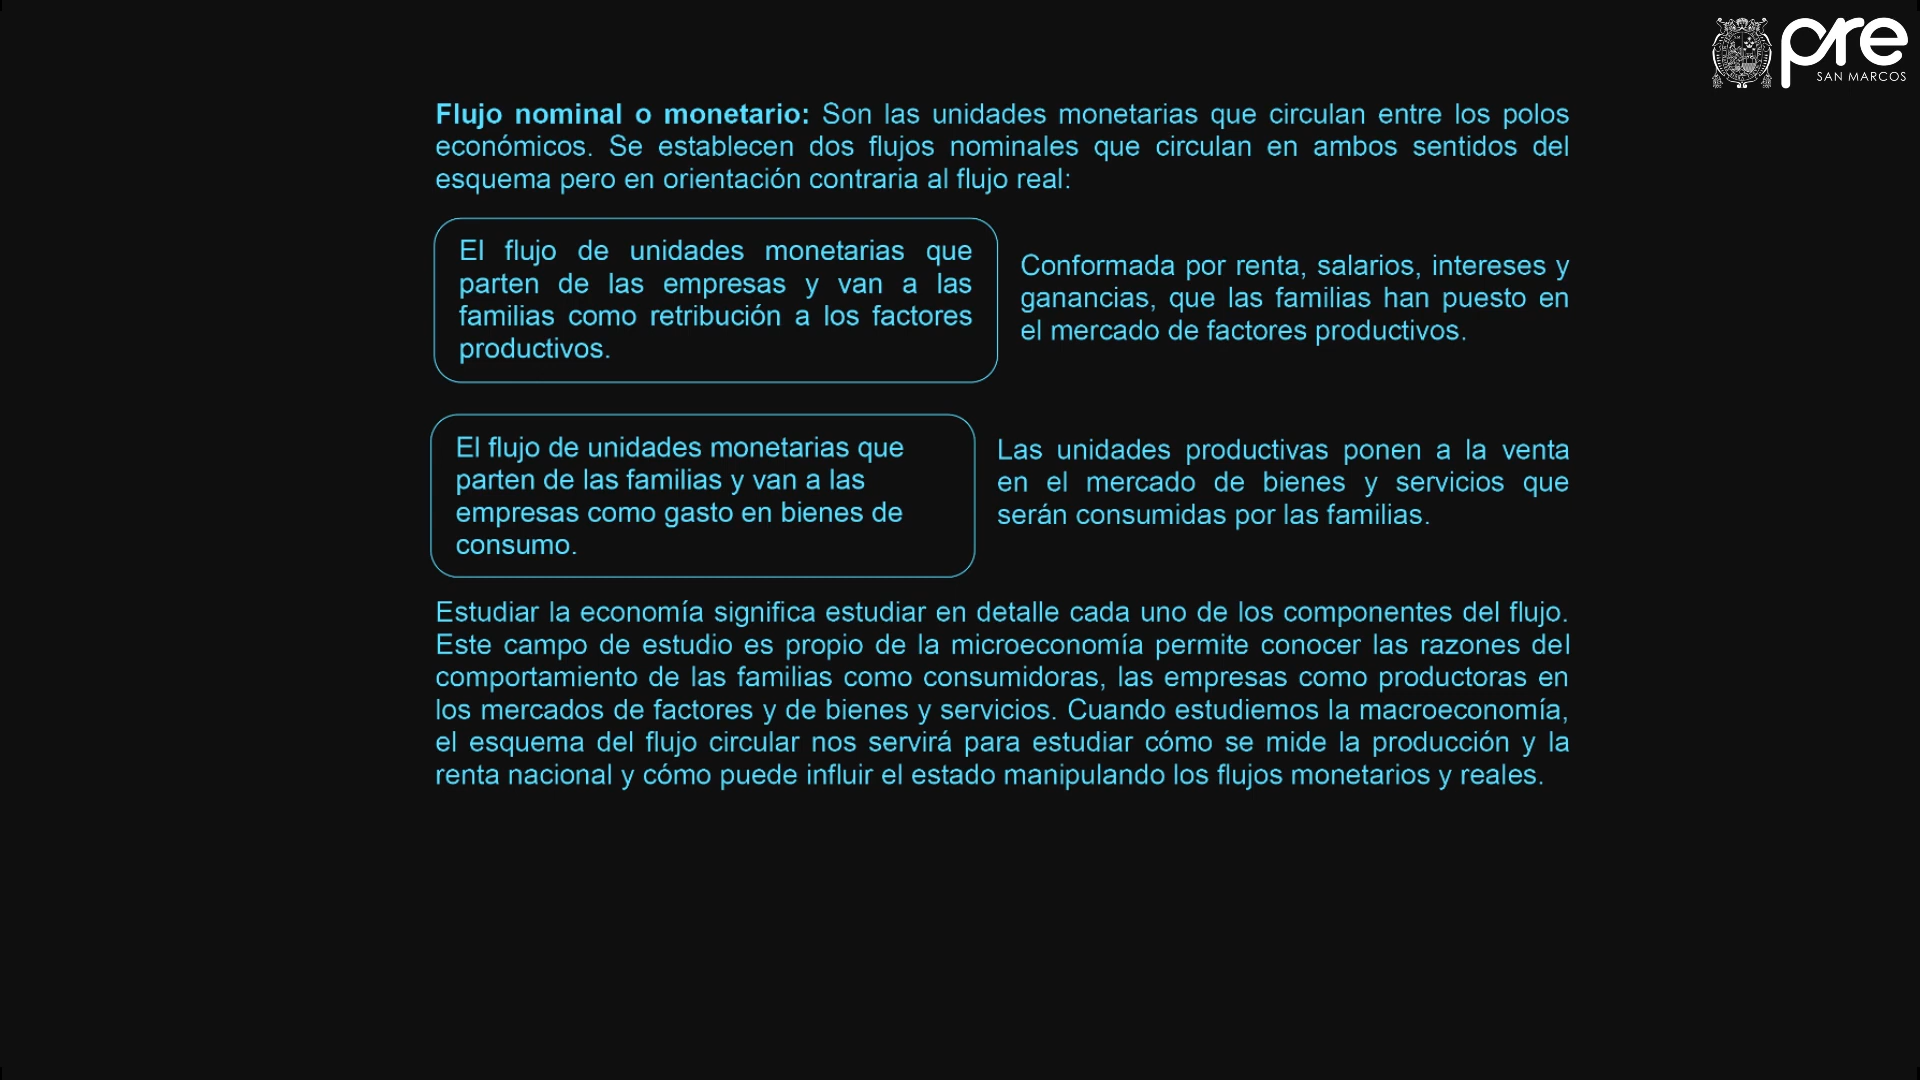 pre
SAN MARCOS
Flujo nominal o monetario: Son las unidades monetarias que circulan entre los polos
económicos. Se establecen dos flujos nominales que circulan en ambos sentidos del
esquema pero en orientación contraria al flujo real:
El flujo de unidades monetarias que
parten de las empresas y van a las
familias como retribución a los factores
productivos.
Conformada por renta, salarios, intereses y
ganancias, que las familias han puesto en
el mercado de factores productivos.
El flujo de unidades monetarias que
parten de las familias y van a las
empresas como gasto en bienes de
consumo.
Las unidades productivas ponen a la venta
en el mercado de bienes y servicios que
serán consumidas por las familias.
Estudiar la economía significa estudiar en detalle cada uno de los componentes del flujo.
Este campo de estudio es propio de la microeconomía permite conocer las razones del
comportamiento de las familias como consumidoras, las empresas como productoras en
los mercados de factores y de bienes y servicios. Cuando estudiemos la macroeconomía,
el esquema del flujo circular nos servirá para estudiar cómo se mide la producción y la
renta nacional y cómo puede influir el estado manipulando los flujos monetarios y reales.